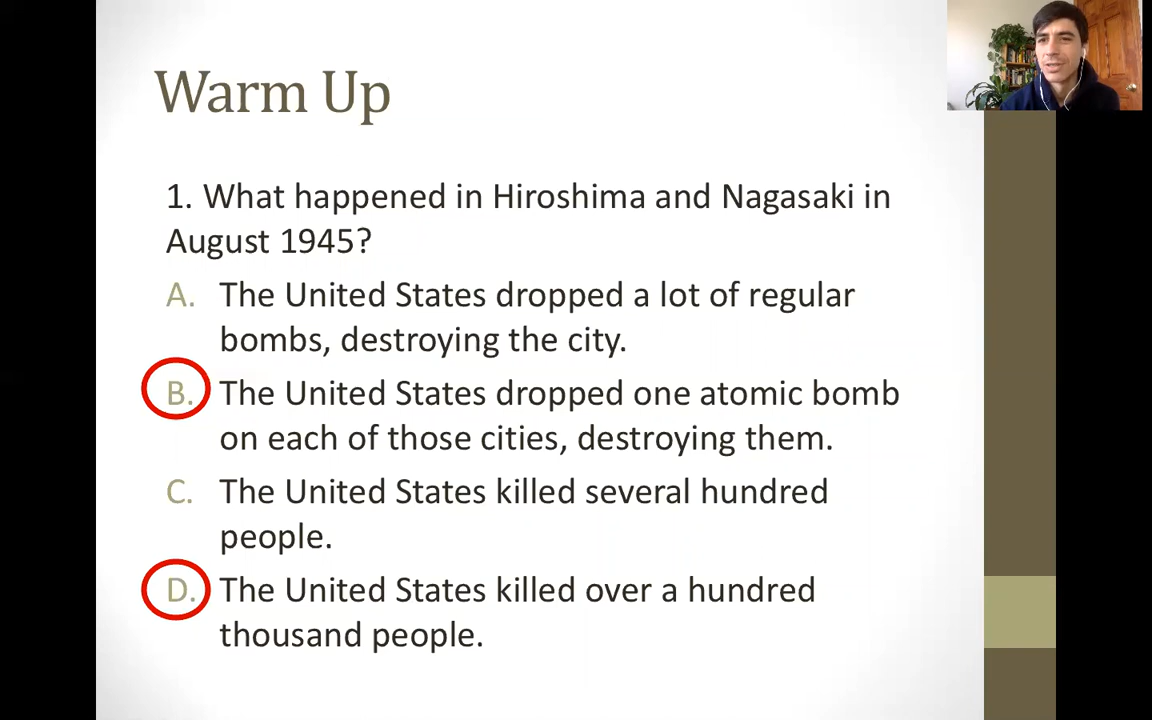 Warm Up
1. What happened in Hiroshima and Nagasaki in
August 1945?
A. The United States dropped a lot of regular
bombs, destroying the city.
B. The United States dropped one atomic bomb
on each of those cities, destroying them.
C. The United States killed several hundred
people.
D. The United States killed over a hundred
thousand people.